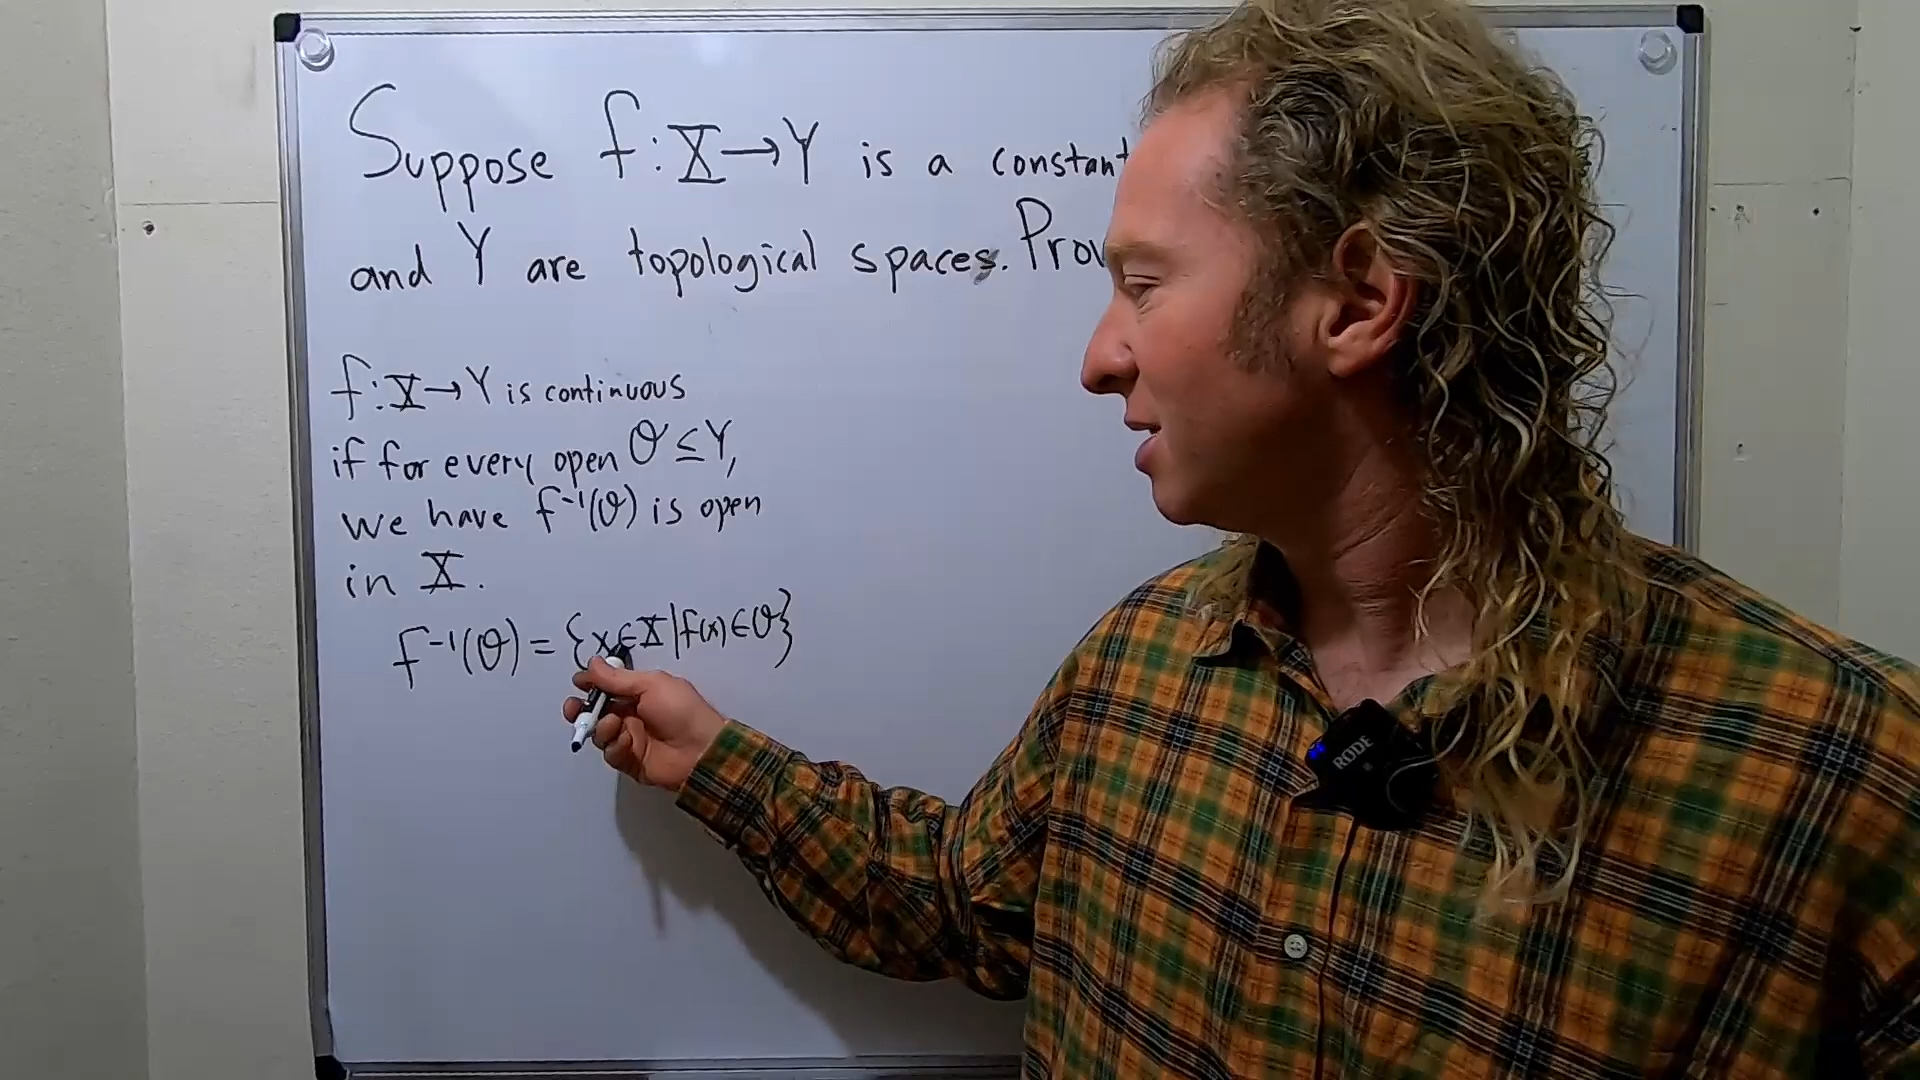 Suppose f: X → Y is a constant
and Y are topological spaces. Prov
f: X → Y is continuous
if for every open O ⊆ Y,
we have f⁻¹(O) is open
in X.
f⁻¹(O) = {x ∈ X | f(x) ∈ O}
RODE